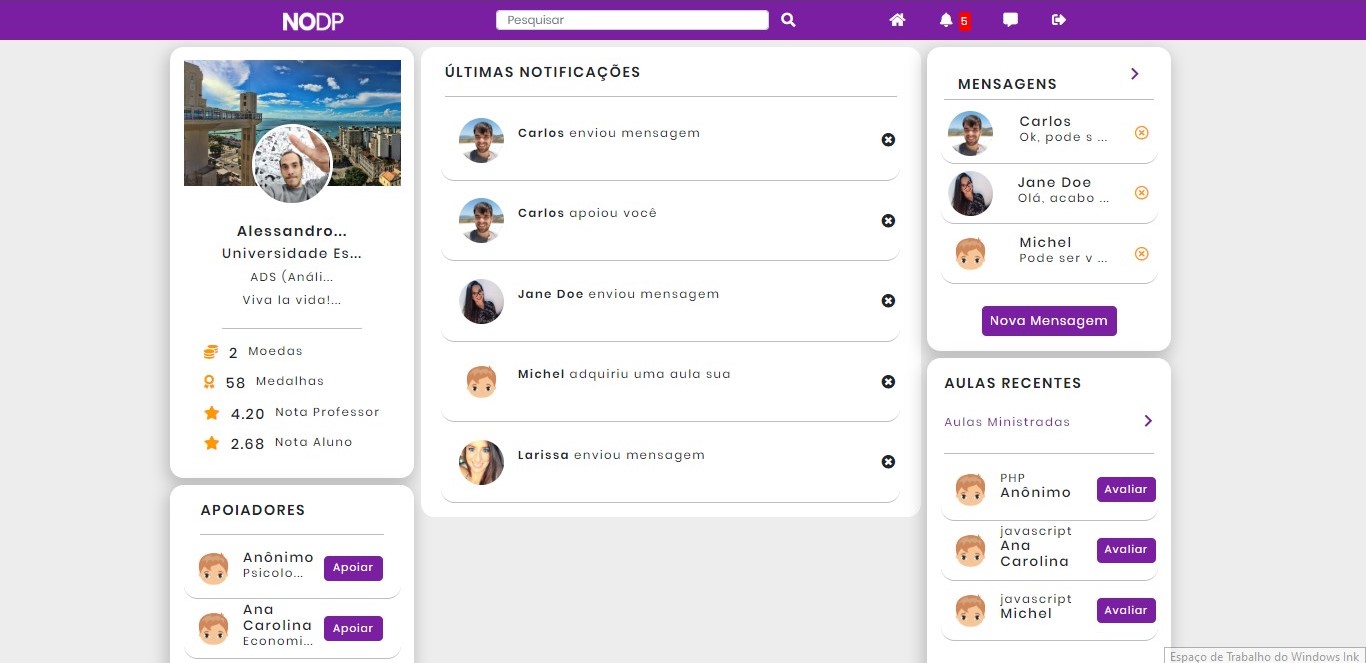 NODP
Pesquisar
5
Alessandro...
Universidade Es...
ADS (Análi...
Viva la vida!...
2 Moedas
58 Medalhas
4.20 Nota Professor
2.68 Nota Aluno
APOIADORES
Anônimo
Psicolo...
Apoiar
Ana
Carolina
Economi...
Apoiar
ÚLTIMAS NOTIFICAÇÕES
Carlos enviou mensagem
Carlos apoiou você
Jane Doe enviou mensagem
Michel adquiriu uma aula sua
Larissa enviou mensagem
MENSAGENS
Carlos
Ok, pode s ...
Jane Doe
Olá, acabo ...
Michel
Pode ser v ...
Nova Mensagem
AULAS RECENTES
Aulas Ministradas
PHP
Anônimo
Avaliar
javascript
Ana
Carolina
Avaliar
javascript
Michel
Avaliar
Espaço de Trabalho do Windows Ink